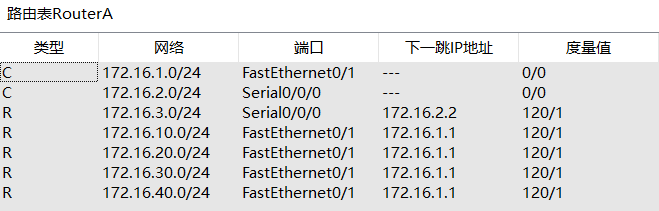 路由表RouterA
类型 网络 端口 下一跳IP地址 度量值
C 172.16.1.0/24 FastEthernet0/1 --- 0/0
C 172.16.2.0/24 Serial0/0/0 --- 0/0
R 172.16.3.0/24 Serial0/0/0 172.16.2.2 120/1
R 172.16.10.0/24 FastEthernet0/1 172.16.1.1 120/1
R 172.16.20.0/24 FastEthernet0/1 172.16.1.1 120/1
R 172.16.30.0/24 FastEthernet0/1 172.16.1.1 120/1
R 172.16.40.0/24 FastEthernet0/1 172.16.1.1 120/1